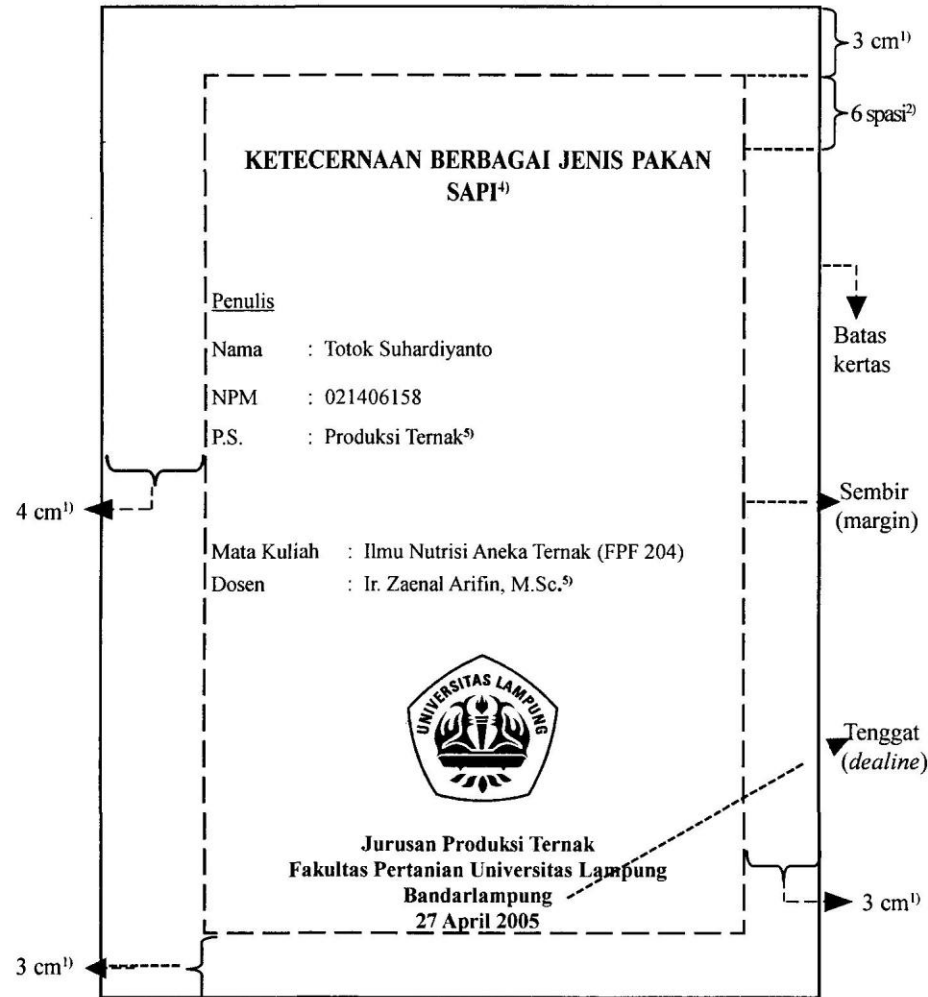 3 cm¹⁾
6 spasi²⁾
KETECERNAAN BERBAGAI JENIS PAKAN
SAPI⁴⁾
Penulis
Batas
kertas
Nama : Totok Suhardiyanto
NPM : 021406158
P.S. : Produksi Ternak⁵⁾
4 cm¹⁾
Sembir
(margin)
Mata Kuliah : Ilmu Nutrisi Aneka Ternak (FPF 204)
Dosen : Ir. Zaenal Arifin, M.Sc.⁵⁾
UNIVERSITAS LAMPUNG
Tenggat
(dealine)
Jurusan Produksi Ternak
Fakultas Pertanian Universitas Lampung
Bandarlampung
27 April 2005
3 cm¹⁾
3 cm¹⁾